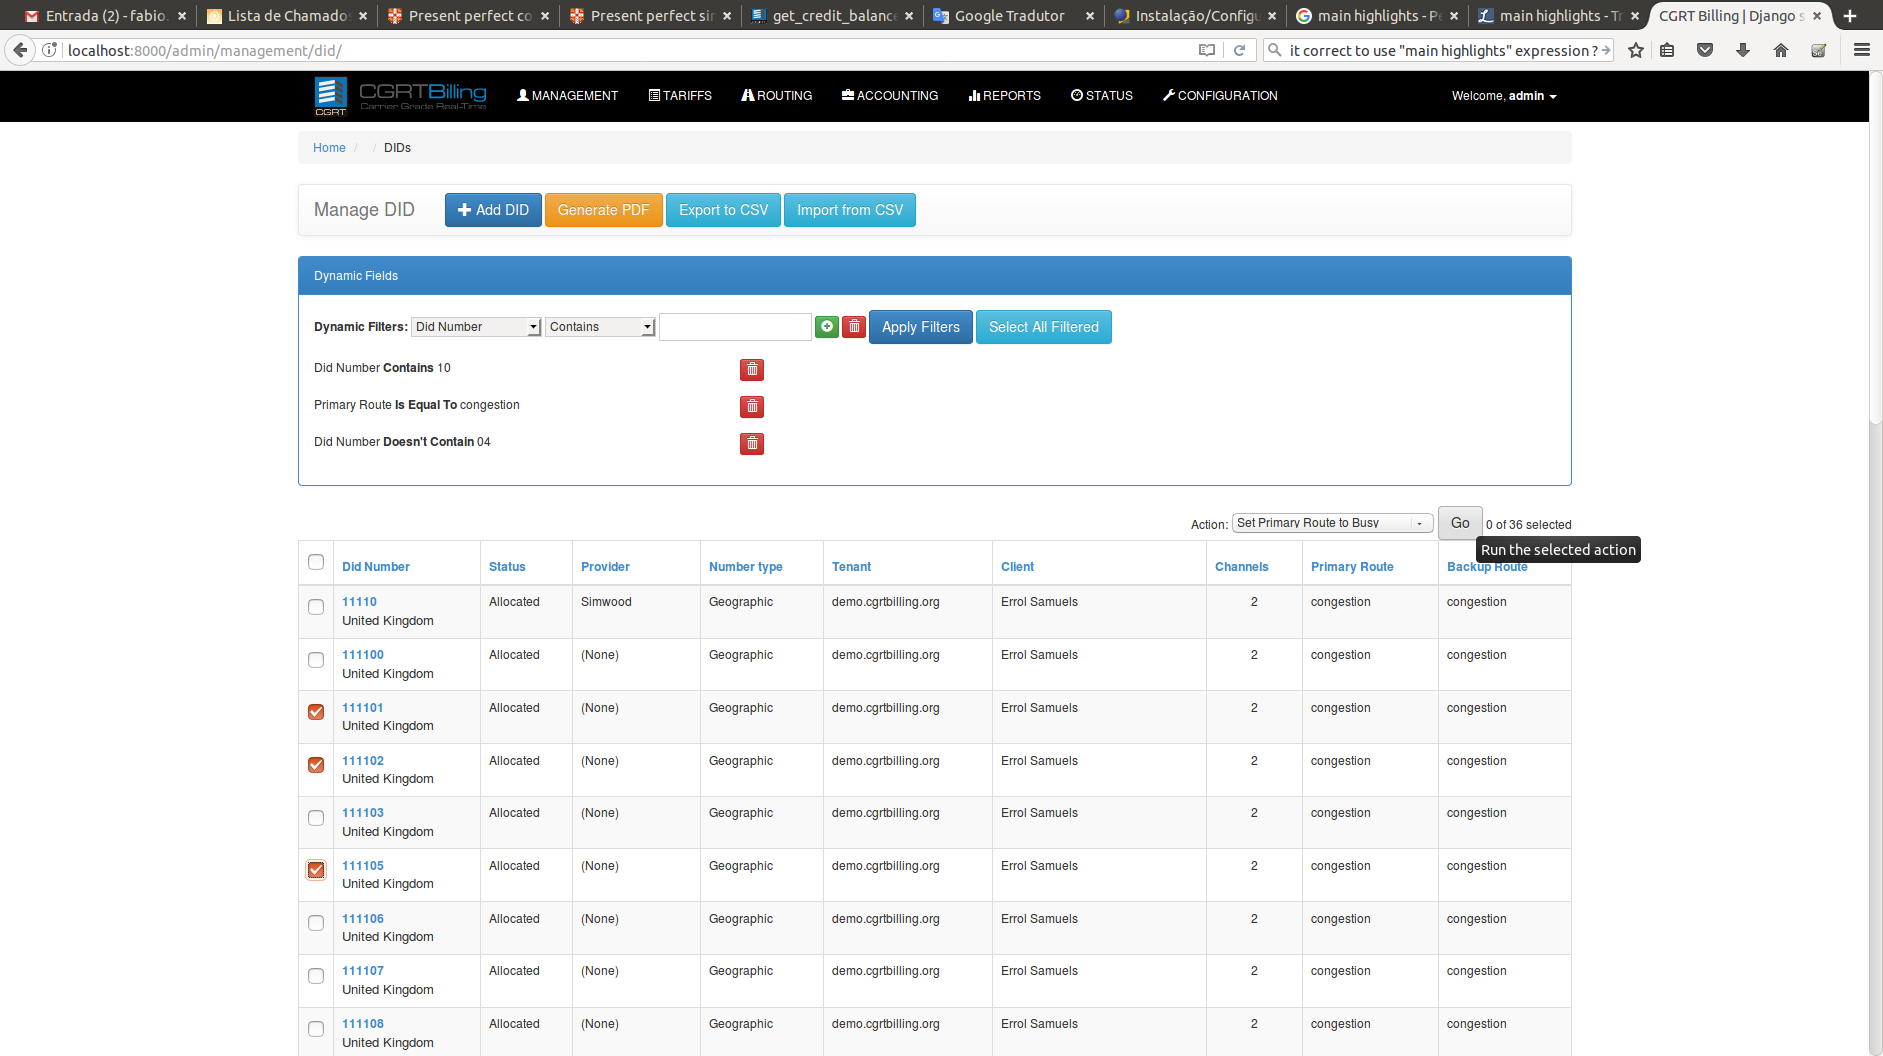 Entrada (2) - fabio. Lista de Chamados Present perfect co Present perfect sir get_credit_balance Google Tradutor Instalação/Configu main highlights - Pe main highlights - Tr CGRT Billing | Django s
localhost:8000/admin/management/did/ it correct to use "main highlights" expression ?
CGRTBilling
Carrier Grade Real-Time
CGRT
MANAGEMENT TARIFFS ROUTING ACCOUNTING REPORTS STATUS CONFIGURATION Welcome, admin
Home / / DIDs
Manage DID + Add DID Generate PDF Export to CSV Import from CSV
Dynamic Fields
Dynamic Filters: Did Number Contains Apply Filters Select All Filtered
Did Number Contains 10
Primary Route Is Equal To congestion
Did Number Doesn't Contain 04
Action: Set Primary Route to Busy Go 0 of 36 selected
Run the selected action
Did Number Status Provider Number type Tenant Client Channels Primary Route Backup Route
11110 Allocated Simwood Geographic demo.cgrtbilling.org Errol Samuels 2 congestion congestion
United Kingdom
111100 Allocated (None) Geographic demo.cgrtbilling.org Errol Samuels 2 congestion congestion
United Kingdom
111101 Allocated (None) Geographic demo.cgrtbilling.org Errol Samuels 2 congestion congestion
United Kingdom
111102 Allocated (None) Geographic demo.cgrtbilling.org Errol Samuels 2 congestion congestion
United Kingdom
111103 Allocated (None) Geographic demo.cgrtbilling.org Errol Samuels 2 congestion congestion
United Kingdom
111105 Allocated (None) Geographic demo.cgrtbilling.org Errol Samuels 2 congestion congestion
United Kingdom
111106 Allocated (None) Geographic demo.cgrtbilling.org Errol Samuels 2 congestion congestion
United Kingdom
111107 Allocated (None) Geographic demo.cgrtbilling.org Errol Samuels 2 congestion congestion
United Kingdom
111108 Allocated (None) Geographic demo.cgrtbilling.org Errol Samuels 2 congestion congestion
United Kingdom